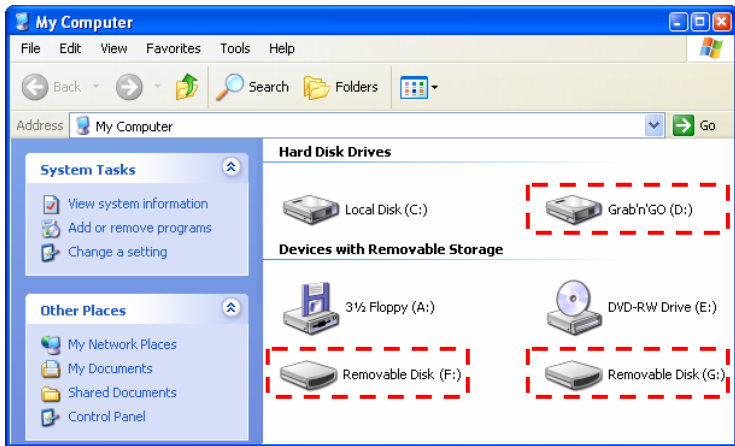 My Computer
File Edit View Favorites Tools Help
Back Search Folders
Address My Computer Go
System Tasks
View system information
Add or remove programs
Change a setting
Other Places
My Network Places
My Documents
Shared Documents
Control Panel
Hard Disk Drives
Local Disk (C:) Grab'n'GO (D:)
Devices with Removable Storage
3½ Floppy (A:) DVD-RW Drive (E:)
Removable Disk (F:) Removable Disk (G:)